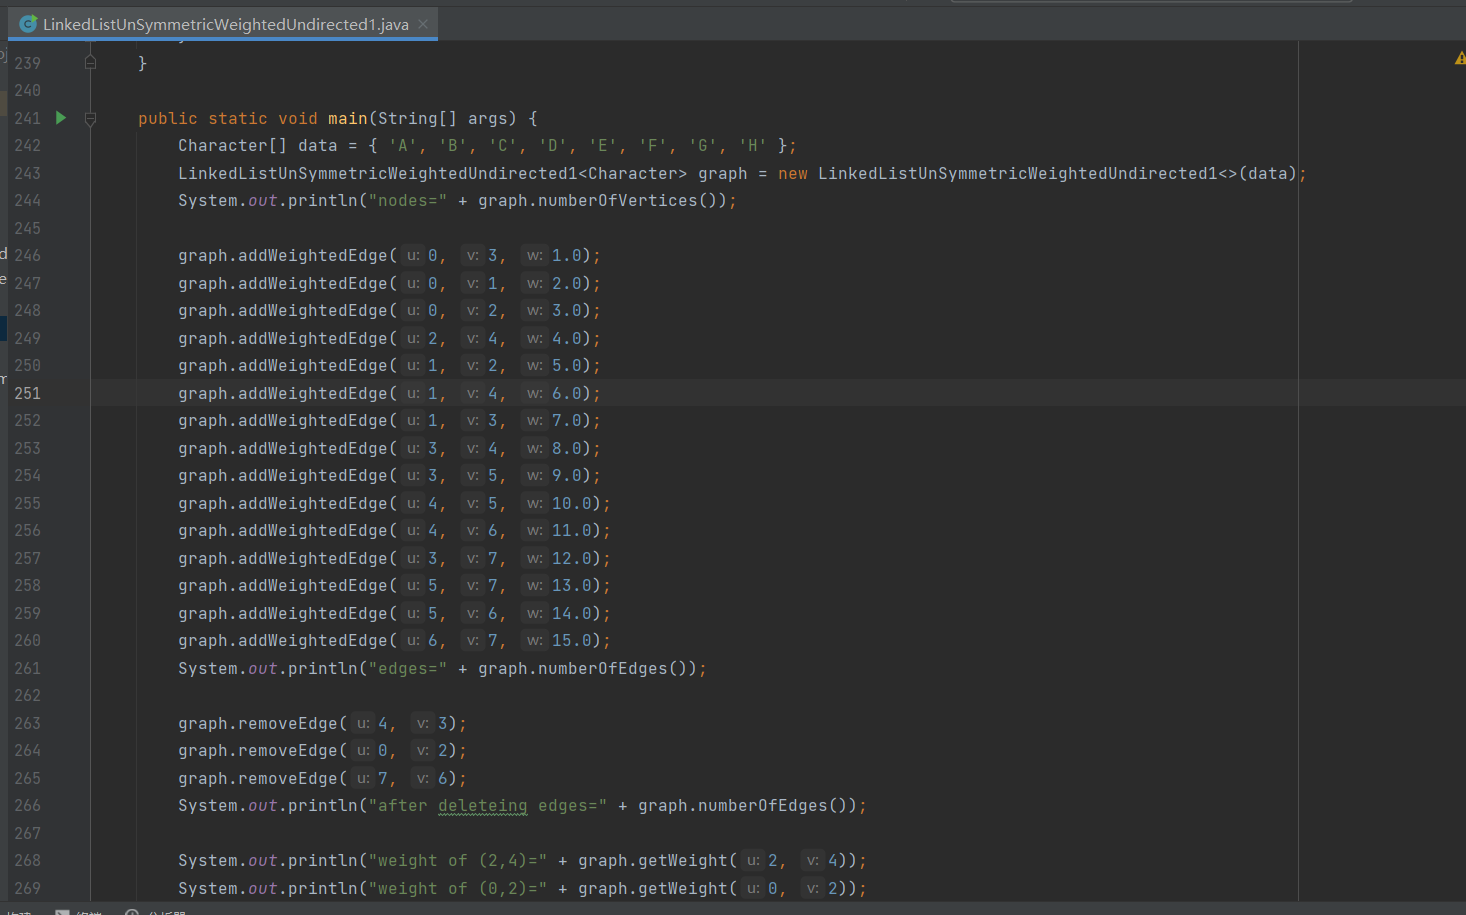 LinkedListUnSymmetricWeightedUndirected1.java
239 }
240
241 public static void main(String[] args) {
242 Character[] data = { 'A', 'B', 'C', 'D', 'E', 'F', 'G', 'H' };
243 LinkedListUnSymmetricWeightedUndirected1<Character> graph = new LinkedListUnSymmetricWeightedUndirected1<>(data);
244 System.out.println("nodes=" + graph.numberOfVertices());
245
246 graph.addWeightedEdge( u: 0, v: 3, w: 1.0);
247 graph.addWeightedEdge( u: 0, v: 1, w: 2.0);
248 graph.addWeightedEdge( u: 0, v: 2, w: 3.0);
249 graph.addWeightedEdge( u: 2, v: 4, w: 4.0);
250 graph.addWeightedEdge( u: 1, v: 2, w: 5.0);
251 graph.addWeightedEdge( u: 1, v: 4, w: 6.0);
252 graph.addWeightedEdge( u: 1, v: 3, w: 7.0);
253 graph.addWeightedEdge( u: 3, v: 4, w: 8.0);
254 graph.addWeightedEdge( u: 3, v: 5, w: 9.0);
255 graph.addWeightedEdge( u: 4, v: 5, w: 10.0);
256 graph.addWeightedEdge( u: 4, v: 6, w: 11.0);
257 graph.addWeightedEdge( u: 3, v: 7, w: 12.0);
258 graph.addWeightedEdge( u: 5, v: 7, w: 13.0);
259 graph.addWeightedEdge( u: 5, v: 6, w: 14.0);
260 graph.addWeightedEdge( u: 6, v: 7, w: 15.0);
261 System.out.println("edges=" + graph.numberOfEdges());
262
263 graph.removeEdge( u: 4, v: 3);
264 graph.removeEdge( u: 0, v: 2);
265 graph.removeEdge( u: 7, v: 6);
266 System.out.println("after deleteing edges=" + graph.numberOfEdges());
267
268 System.out.println("weight of (2,4)=" + graph.getWeight( u: 2, v: 4));
269 System.out.println("weight of (0,2)=" + graph.getWeight( u: 0, v: 2));